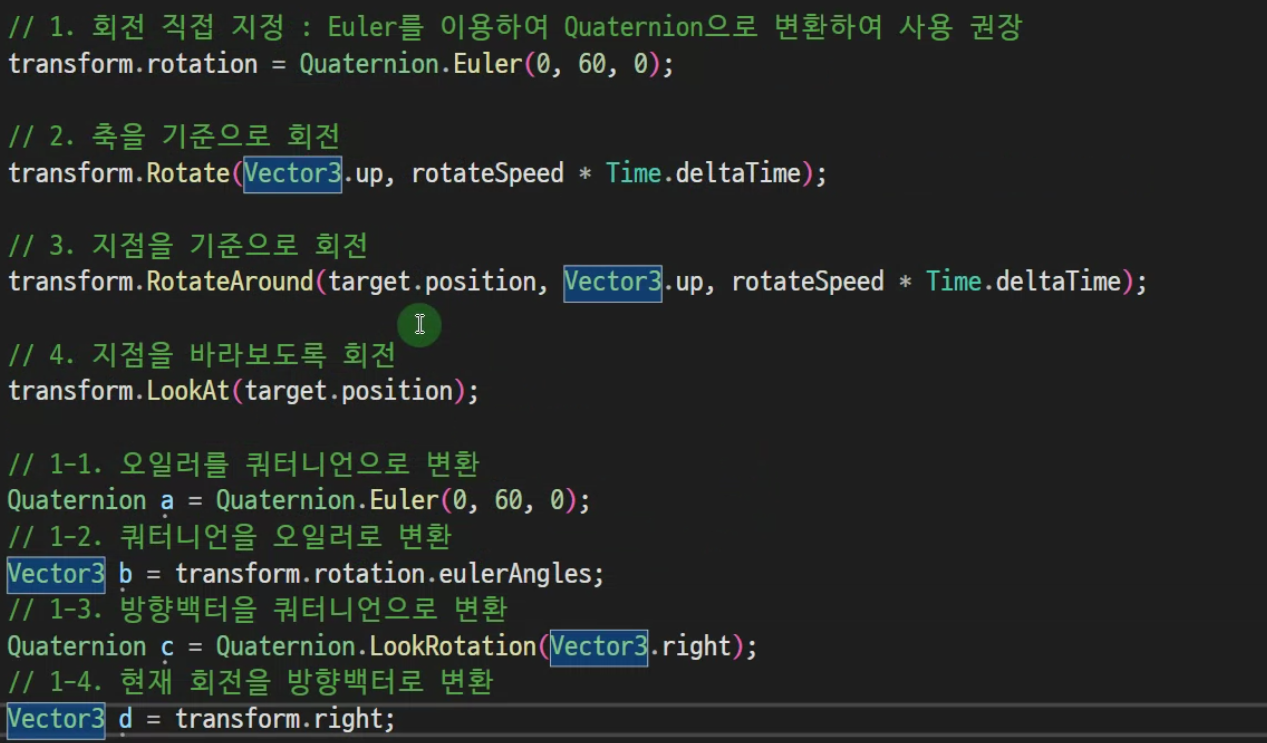 // 1. 회전 직접 지정 : Euler를 이용하여 Quaternion으로 변환하여 사용 권장
transform.rotation = Quaternion.Euler(0, 60, 0);
// 2. 축을 기준으로 회전
transform.Rotate(Vector3.up, rotateSpeed * Time.deltaTime);
// 3. 지점을 기준으로 회전
transform.RotateAround(target.position, Vector3.up, rotateSpeed * Time.deltaTime);
// 4. 지점을 바라보도록 회전
transform.LookAt(target.position);
// 1-1. 오일러를 쿼터니언으로 변환
Quaternion a = Quaternion.Euler(0, 60, 0);
// 1-2. 쿼터니언을 오일러로 변환
Vector3 b = transform.rotation.eulerAngles;
// 1-3. 방향백터을 쿼터니언으로 변환
Quaternion c = Quaternion.LookRotation(Vector3.right);
// 1-4. 현재 회전을 방향백터로 변환
Vector3 d = transform.right;